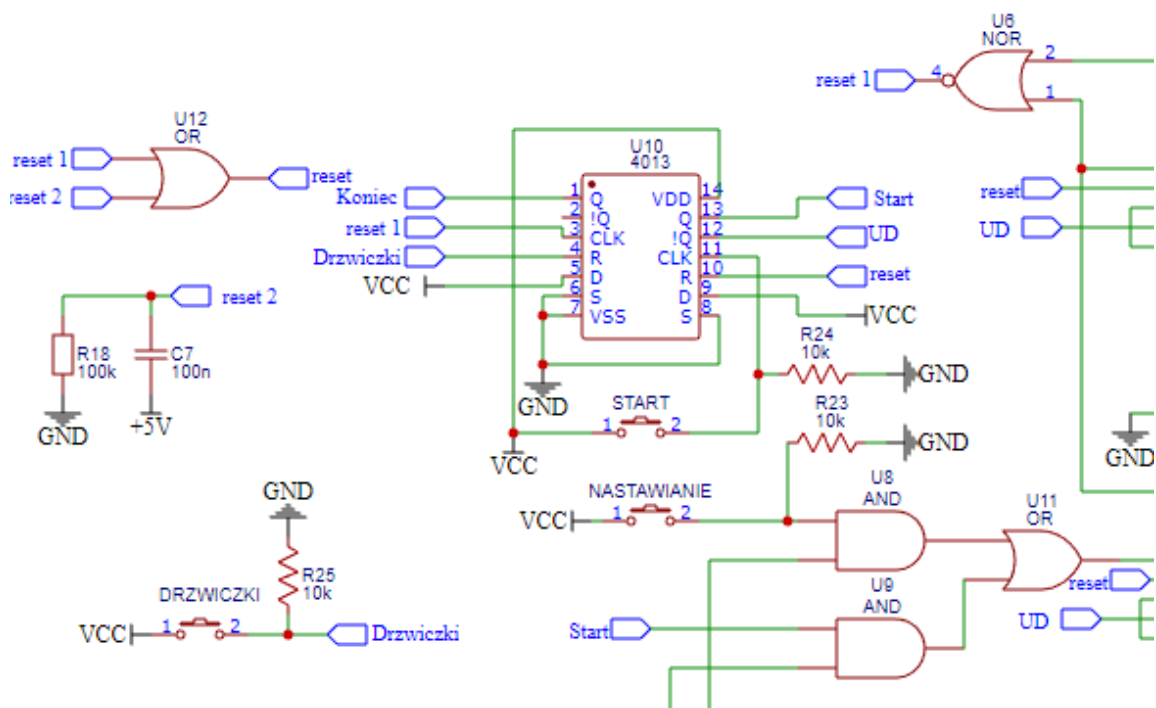 U6
NOR
reset 1
4
2
1
U12
OR
reset 1
reset 2
reset
U10
4013
Koniec
reset 1
Drzwiczki
VCC
1 Q
2 !Q
3 CLK
4 R
5 D
6 S
7 VSS
VDD 14
Q 13
!Q 12
CLK 11
R 10
D 9
S 8
Start
UD
reset
VCC
reset
UD
reset 2
R18
100k
C7
100n
GND
+5V
GND
R24
10k
GND
START
1 2
VCC
R23
10k
GND
GND
NASTAWIANIE
VCC
1 2
U8
AND
U11
OR
reset
U9
AND
Start
UD
GND
R25
10k
DRZWICZKI
VCC
1 2
Drzwiczki